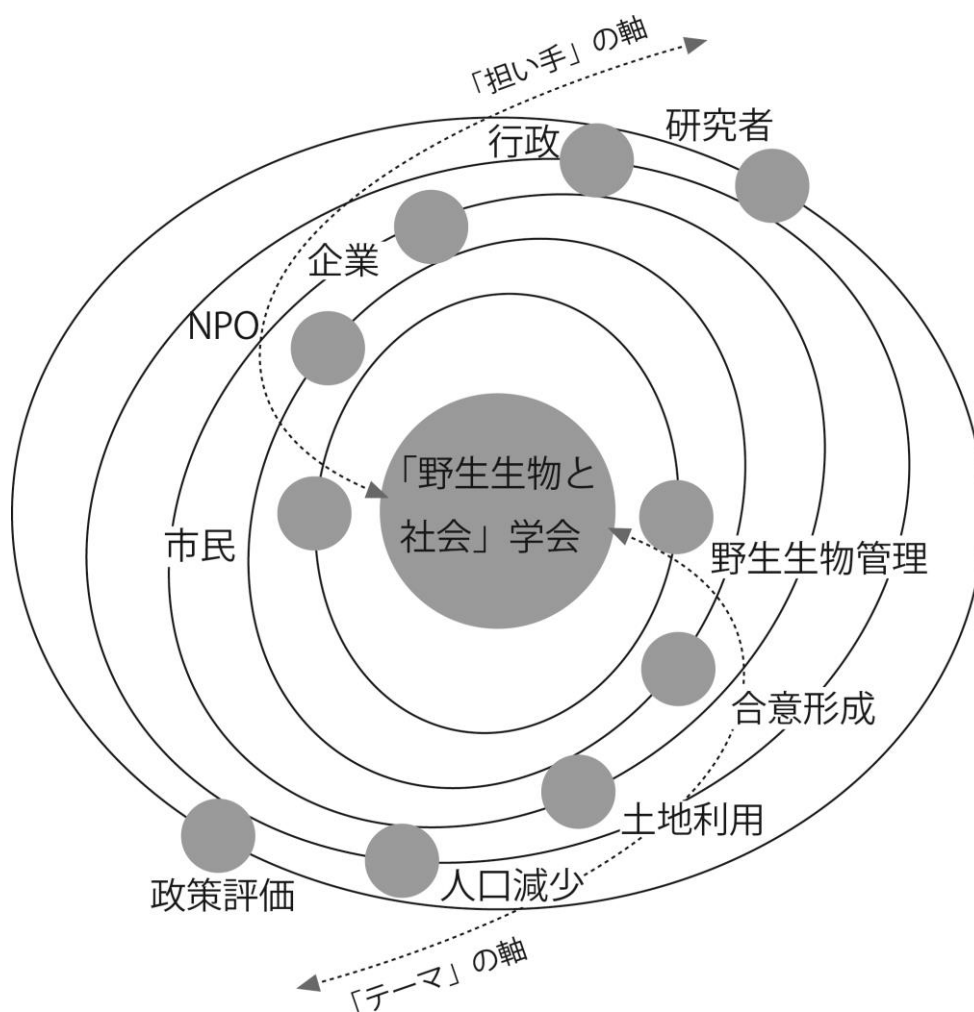 「担い手」の軸
研究者
行政
企業
NPO
「野生生物と
社会」学会
市民
野生生物管理
合意形成
土地利用
人口減少
政策評価
「テーマ」の軸